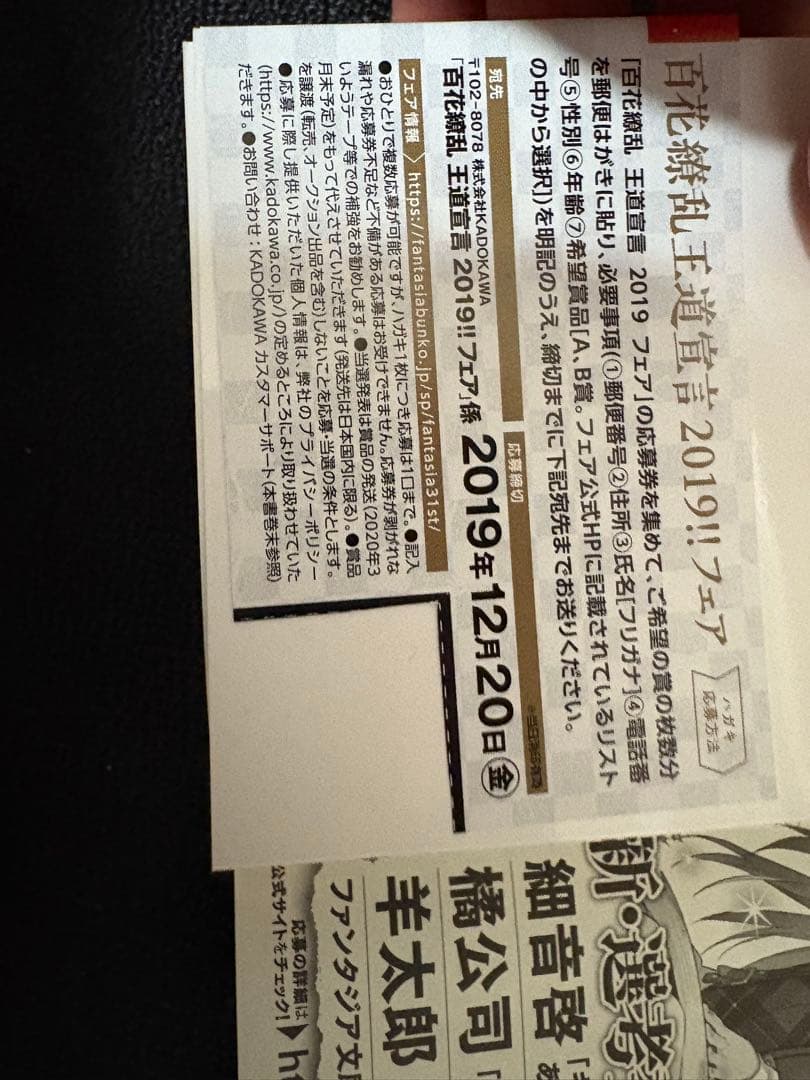 百花繚乱 王道宣言 2019!! フェア
ハガキ
応募方法
「百花繚乱 王道宣言 2019 フェア」の応募券を集めて、ご希望の賞の枚数分
を郵便はがきに貼り、必要事項(①郵便番号②住所③氏名[フリガナ]④電話番
号⑤性別⑥年齢⑦希望賞品[A、B賞。フェア公式HPに記載されているリスト
の中から選択])を明記のうえ、締切までに下記宛先までお送りください。
宛先
〒102-8078 株式会社KADOKAWA
「百花繚乱 王道宣言 2019!! フェア」係
応募締切
※当日消印有効
2019年12月20日㊎
フェア情報 https://fantasiabunko.jp/sp/fantasia31st/
●おひとりで複数応募が可能ですが、ハガキ1枚につき応募は1口まで。●記入
漏れや応募券不足など不備がある応募はお受けできません。応募券が剥がれな
いようテープ等での補強をお勧めします。●当選発表は賞品の発送(2020年3
月末予定)をもって代えさせていただきます(発送先は日本国内に限る)。●賞品
を譲渡(転売、オークション出品を含む)しないことを応募・当選の条件とします。
●応募に際し提供いただいた個人情報は、弊社のプライバシーポリシー
(https://www.kadokawa.co.jp/)の定めるところにより取り扱わせていた
だきます。●お問い合わせ：KADOKAWA カスタマーサポート(本書巻末参照)
斬・選考
細音啓
橘公司
羊太郎
ファンタジア文
応募の詳細は
公式サイトをチェック!